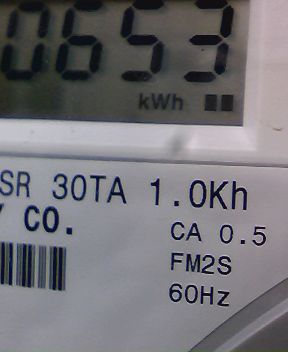 0653
kWh
SR 30TA 1.0Kh
Y CO.
CA 0.5
FM2S
60Hz